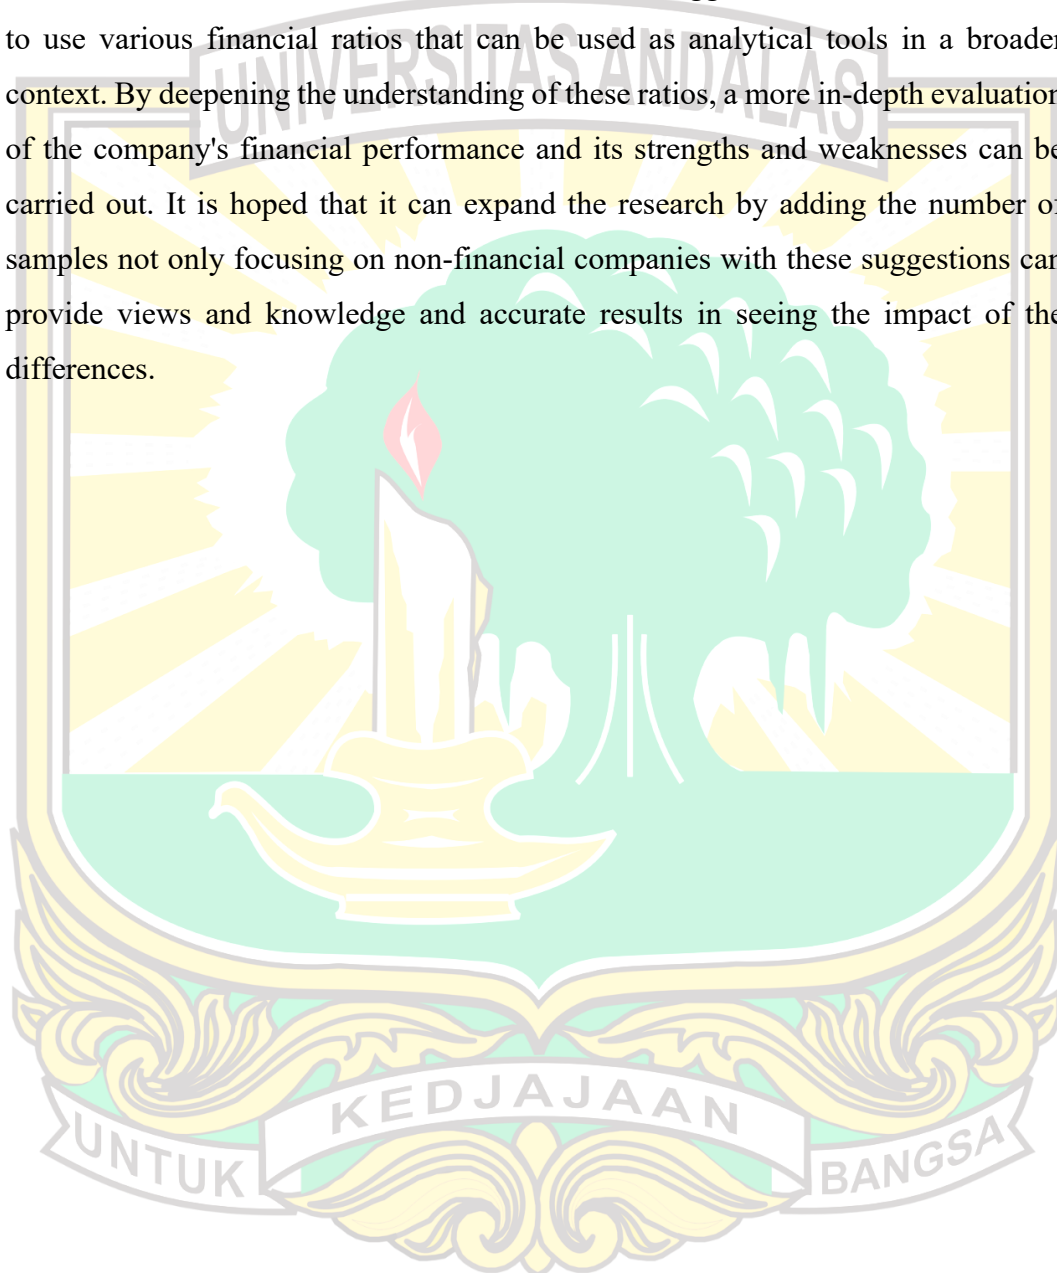 to use various financial ratios that can be used as analytical tools in a broader
UNIVERSITAS ANDALAS
context. By deepening the understanding of these ratios, a more in-depth evaluation
of the company's financial performance and its strengths and weaknesses can be
carried out. It is hoped that it can expand the research by adding the number of
samples not only focusing on non-financial companies with these suggestions can
provide views and knowledge and accurate results in seeing the impact of the
differences.
UNTUK KEDJAJAAN BANGSA